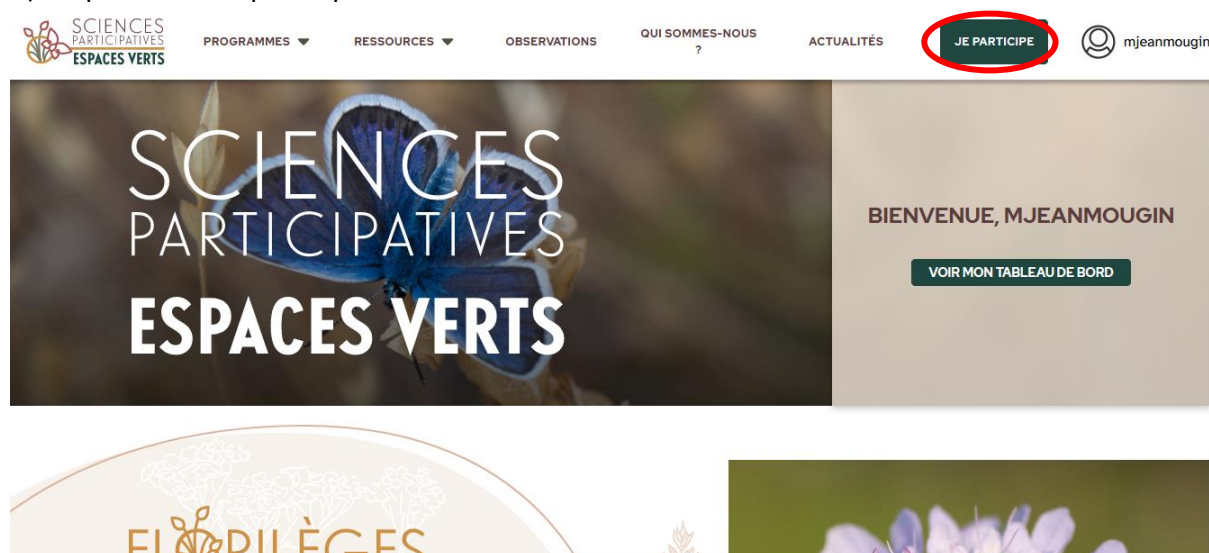 SCIENCES
PARTICIPATIVES
ESPACES VERTS
PROGRAMMES
RESSOURCES
OBSERVATIONS
QUI SOMMES-NOUS
?
ACTUALITÉS
JE PARTICIPE
mjeanmougin
SCIENCES
PARTICIPATIVES
ESPACES VERTS
BIENVENUE, MJEANMOUGIN
VOIR MON TABLEAU DE BORD
FLORILÈGES